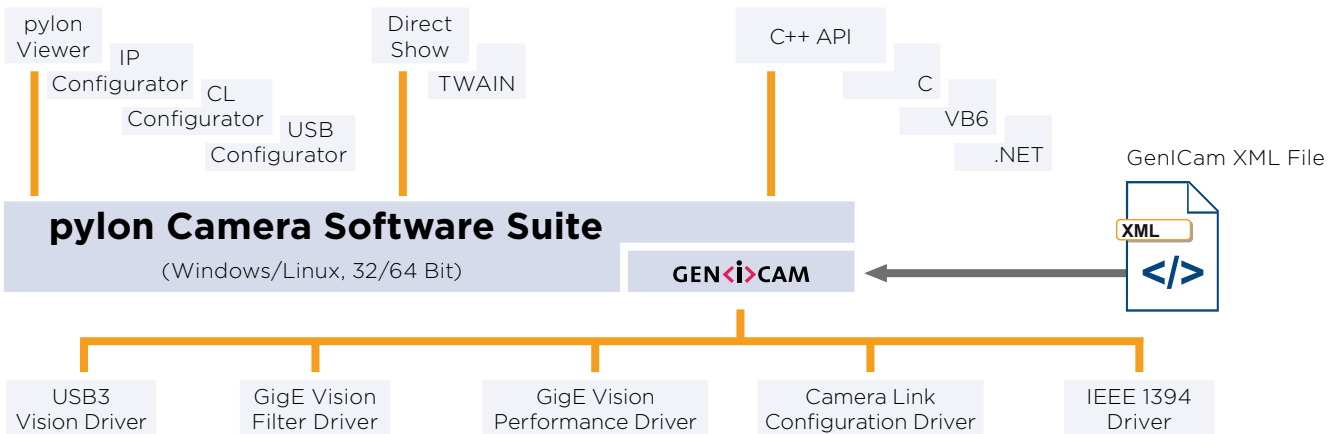 pylon
Viewer
IP
Configurator
CL
Configurator
USB
Configurator
Direct
Show
TWAIN
C++ API
C
VB6
.NET
GenICam XML File
XML
</>
pylon Camera Software Suite
(Windows/Linux, 32/64 Bit)
GEN<i>CAM
USB3
Vision Driver
GigE Vision
Filter Driver
GigE Vision
Performance Driver
Camera Link
Configuration Driver
IEEE 1394
Driver